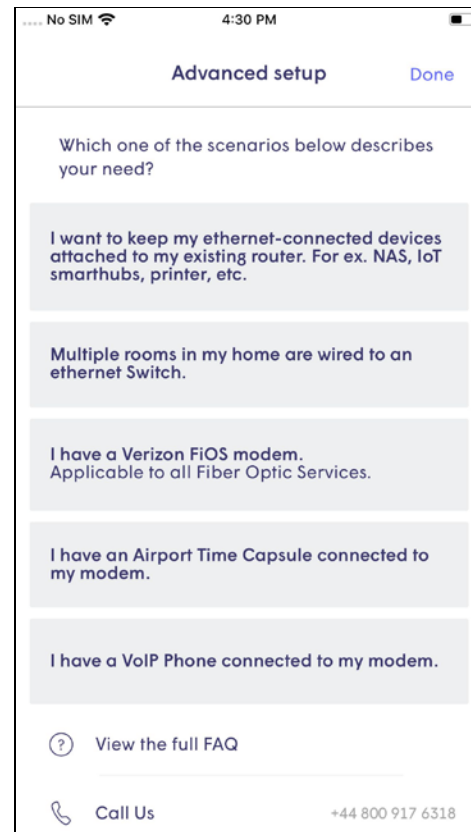 .... No SIM 4:30 PM
Advanced setup Done
Which one of the scenarios below describes
your need?
I want to keep my ethernet-connected devices
attached to my existing router. For ex. NAS, IoT
smarthubs, printer, etc.
Multiple rooms in my home are wired to an
ethernet Switch.
I have a Verizon FiOS modem.
Applicable to all Fiber Optic Services.
I have an Airport Time Capsule connected to
my modem.
I have a VoIP Phone connected to my modem.
? View the full FAQ
Call Us +44 800 917 6318